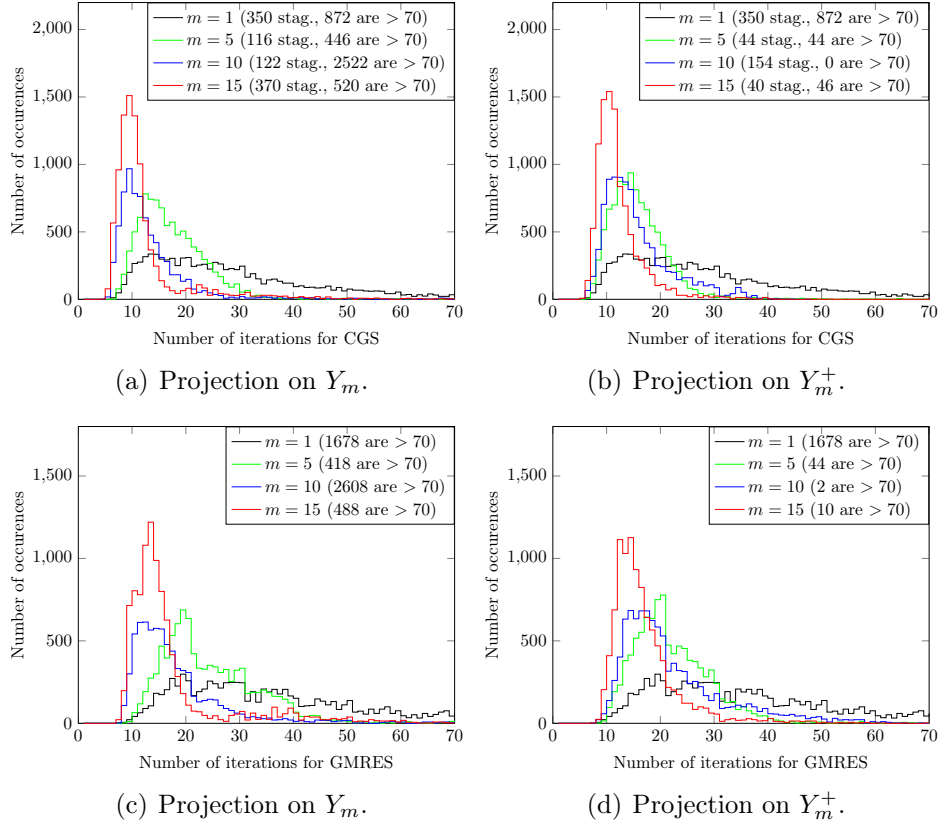 2,000
1,500
1,000
500
0
Number of occurences
m = 1 (350 stag., 872 are > 70)
m = 5 (116 stag., 446 are > 70)
m = 10 (122 stag., 2522 are > 70)
m = 15 (370 stag., 520 are > 70)
0 10 20 30 40 50 60 70
Number of iterations for CGS
(a) Projection on Y_m.
2,000
1,500
1,000
500
0
Number of occurences
m = 1 (350 stag., 872 are > 70)
m = 5 (44 stag., 44 are > 70)
m = 10 (154 stag., 0 are > 70)
m = 15 (40 stag., 46 are > 70)
0 10 20 30 40 50 60 70
Number of iterations for CGS
(b) Projection on Y_m^+.
1,500
1,000
500
0
Number of occurences
m = 1 (1678 are > 70)
m = 5 (418 are > 70)
m = 10 (2608 are > 70)
m = 15 (488 are > 70)
0 10 20 30 40 50 60 70
Number of iterations for GMRES
(c) Projection on Y_m.
1,500
1,000
500
0
Number of occurences
m = 1 (1678 are > 70)
m = 5 (44 are > 70)
m = 10 (2 are > 70)
m = 15 (10 are > 70)
0 10 20 30 40 50 60 70
Number of iterations for GMRES
(d) Projection on Y_m^+.